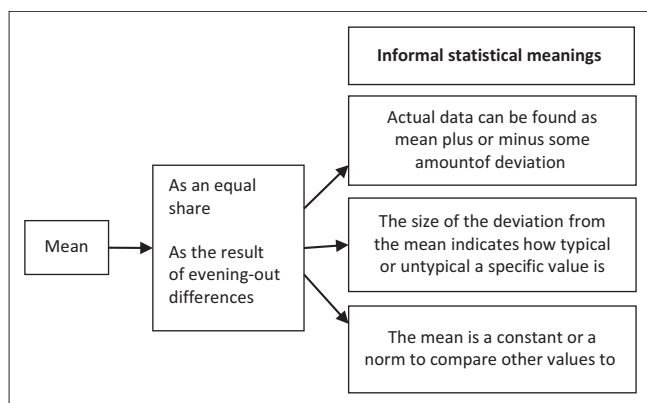 Informal statistical meanings
Actual data can be found as
mean plus or minus some
amountof deviation
Mean
As an equal
share
As the result
of evening-out
differences
The size of the deviation from
the mean indicates how typical
or untypical a specific value is
The mean is a constant or a
norm to compare other values to